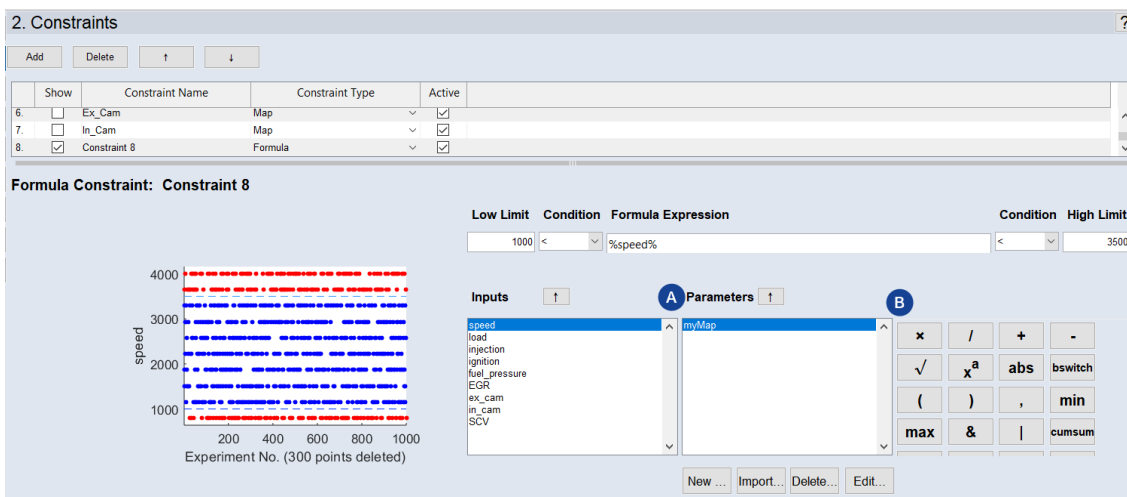 2. Constraints
?
Add Delete ↑ ↓
Show Constraint Name Constraint Type Active
6. Ex_Cam Map
7. In_Cam Map
8. Constraint 8 Formula
Formula Constraint: Constraint 8
Low Limit Condition Formula Expression Condition High Limit
1000 < %speed% < 3500
Inputs ↑ A Parameters ↑ B
speed
load
injection
ignition
fuel_pressure
EGR
ex_cam
in_cam
SCV
myMap
× / + -
√ xª abs bswitch
( ) , min
max & | cumsum
New ... Import... Delete... Edit...
4000
3000
2000
1000
speed
200 400 600 800 1000
Experiment No. (300 points deleted)